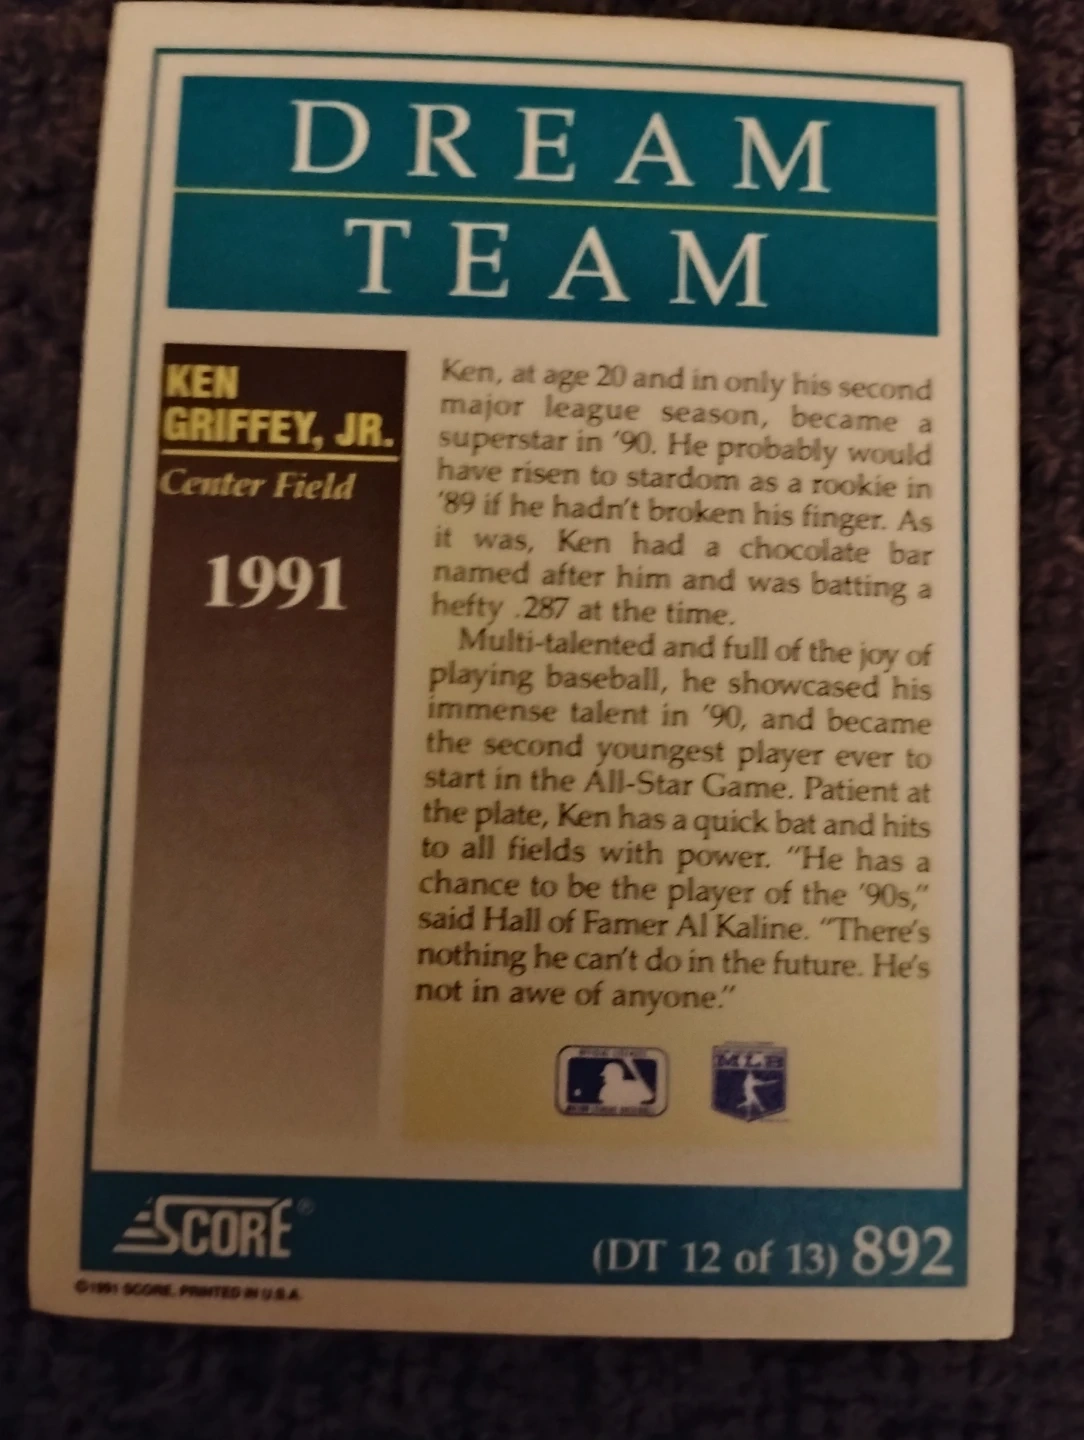 DREAM
TEAM
KEN
GRIFFEY, JR.
Center Field
1991
Ken, at age 20 and in only his second
major league season, became a
superstar in '90. He probably would
have risen to stardom as a rookie in
'89 if he hadn't broken his finger. As
it was, Ken had a chocolate bar
named after him and was batting a
hefty .287 at the time.
Multi-talented and full of the joy of
playing baseball, he showcased his
immense talent in '90, and became
the second youngest player ever to
start in the All-Star Game. Patient at
the plate, Ken has a quick bat and hits
to all fields with power. "He has a
chance to be the player of the '90s,"
said Hall of Famer Al Kaline. "There's
nothing he can't do in the future. He's
not in awe of anyone."
MLB
SCORE®
(DT 12 of 13) 892
©1991 SCORE. PRINTED IN U.S.A.